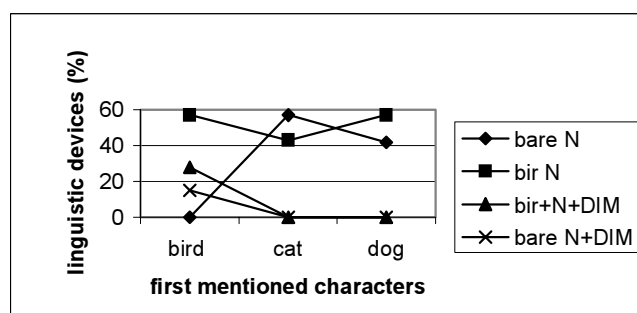 linguistic devices (%)
60
40
20
0
bird cat dog
first mentioned characters
bare N
bir N
bir+N+DIM
bare N+DIM